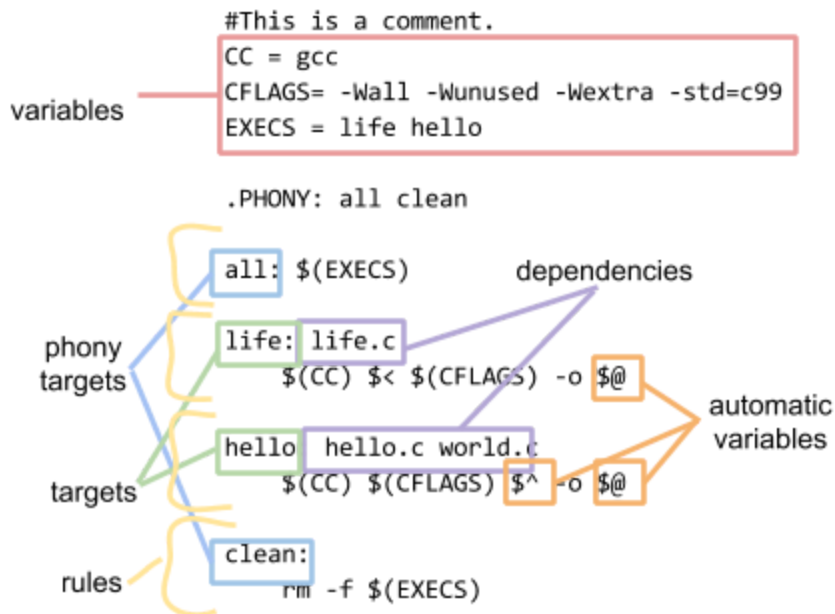 #This is a comment.
CC = gcc
CFLAGS= -Wall -Wunused -Wextra -std=c99
variables
EXECS = life hello
.PHONY: all clean
all: $(EXECS)
dependencies
life: life.c
phony
targets
$(CC) $< $(CFLAGS) -o $@
automatic
variables
hello hello.c world.c
$(CC) $(CFLAGS) $^ -o $@
targets
clean:
rules
rm -f $(EXECS)